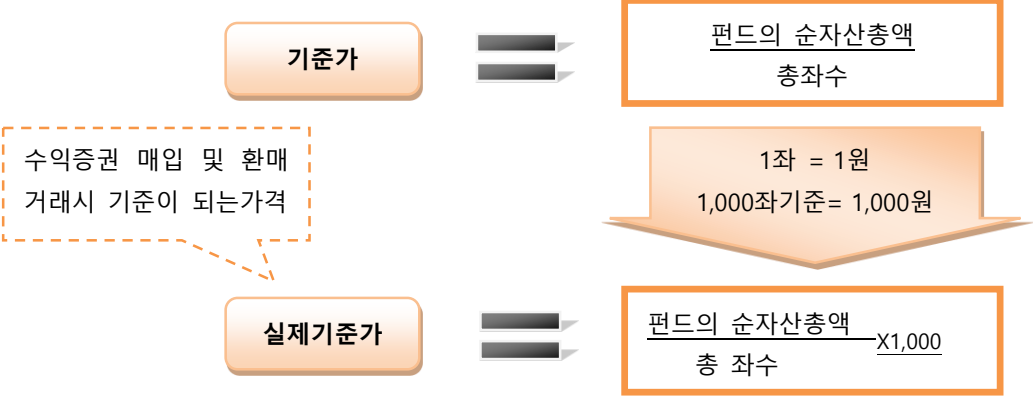 기준가
펀드의 순자산총액
총좌수
수익증권 매입 및 환매
거래시 기준이 되는가격
1좌 = 1원
1,000좌기준= 1,000원
실제기준가
펀드의 순자산총액
X1,000
총 좌수